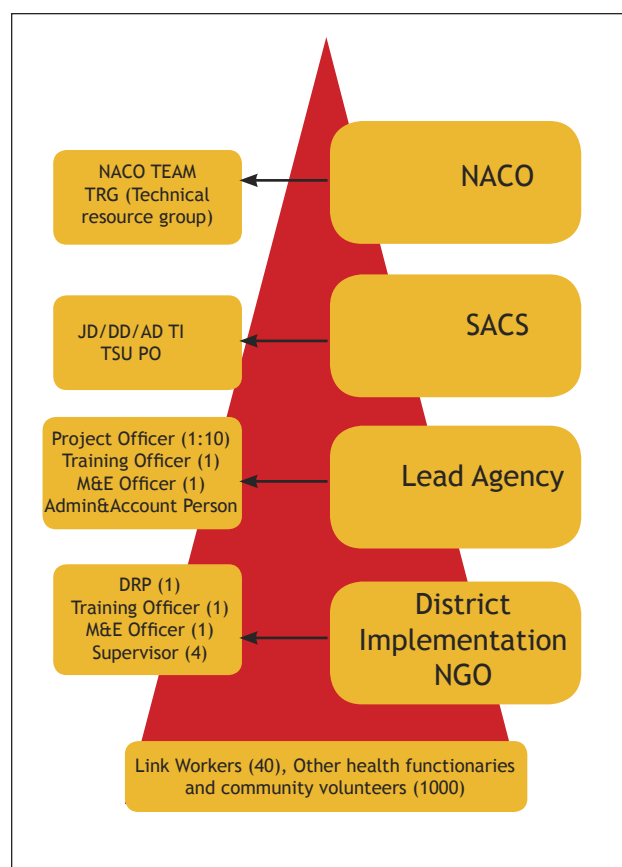 NACO TEAM
TRG (Technical
resource group)
NACO
JD/DD/AD TI
TSU PO
SACS
Project Officer (1:10)
Training Officer (1)
M&E Officer (1)
Admin&Account Person
Lead Agency
DRP (1)
Training Officer (1)
M&E Officer (1)
Supervisor (4)
District
Implementation
NGO
Link Workers (40), Other health functionaries
and community volunteers (1000)